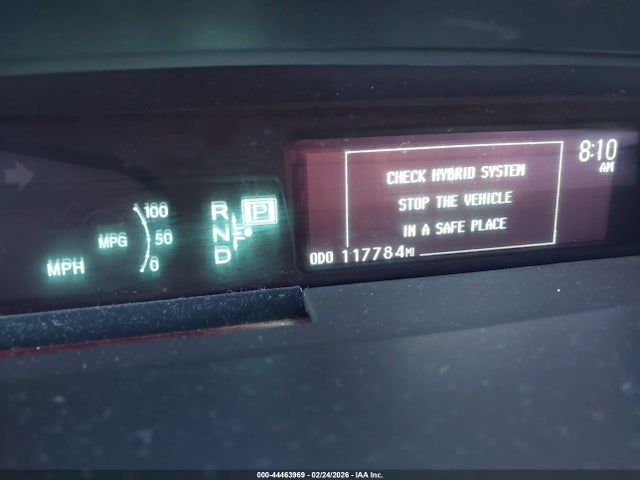 8:10
AM
CHECK HYBRID SYSTEM
STOP THE VEHICLE
IN A SAFE PLACE
ODO 117784MI
100
MPG 50
0
MPH
R P
N
F
D
000-44463969 - 02/24/2026 - IAA Inc.